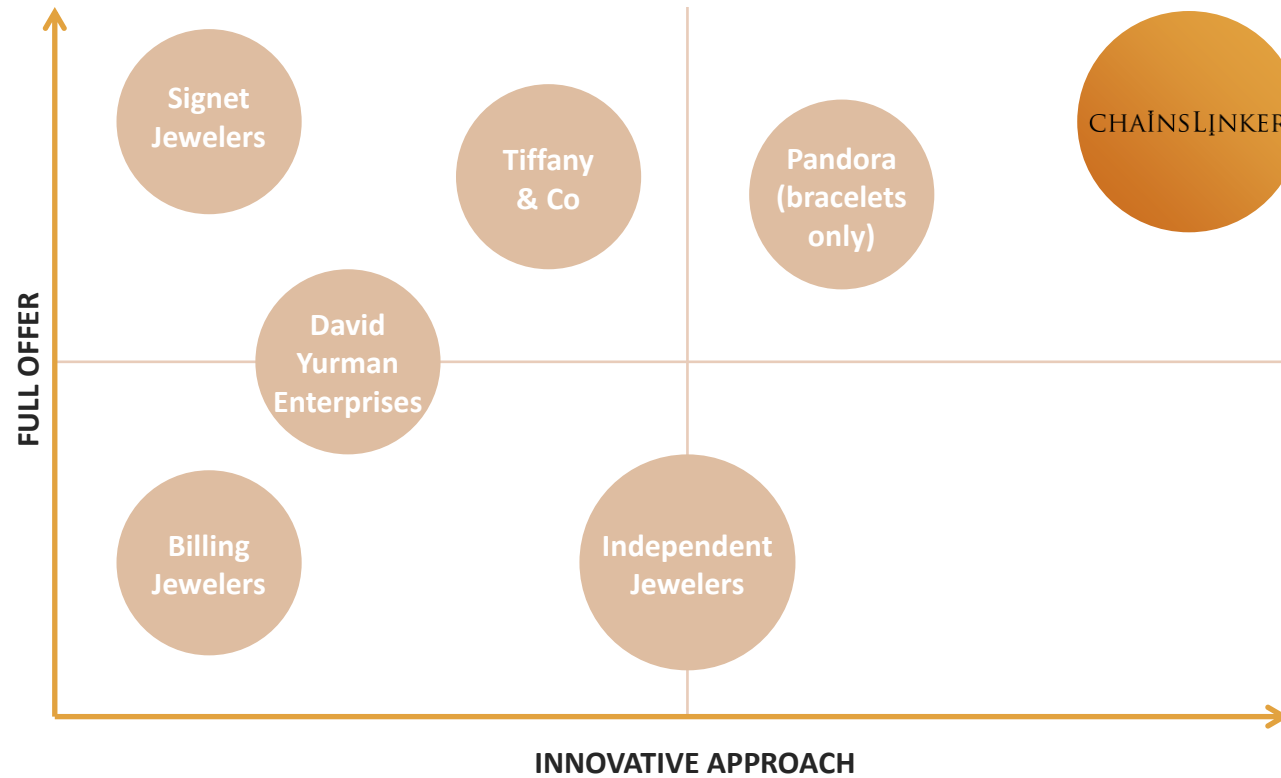 Signet
Jewelers
Tiffany
& Co
Pandora
(bracelets
only)
CHAINSLINKER
David
Yurman
Enterprises
FULL OFFER
Billing
Jewelers
Independent
Jewelers
INNOVATIVE APPROACH